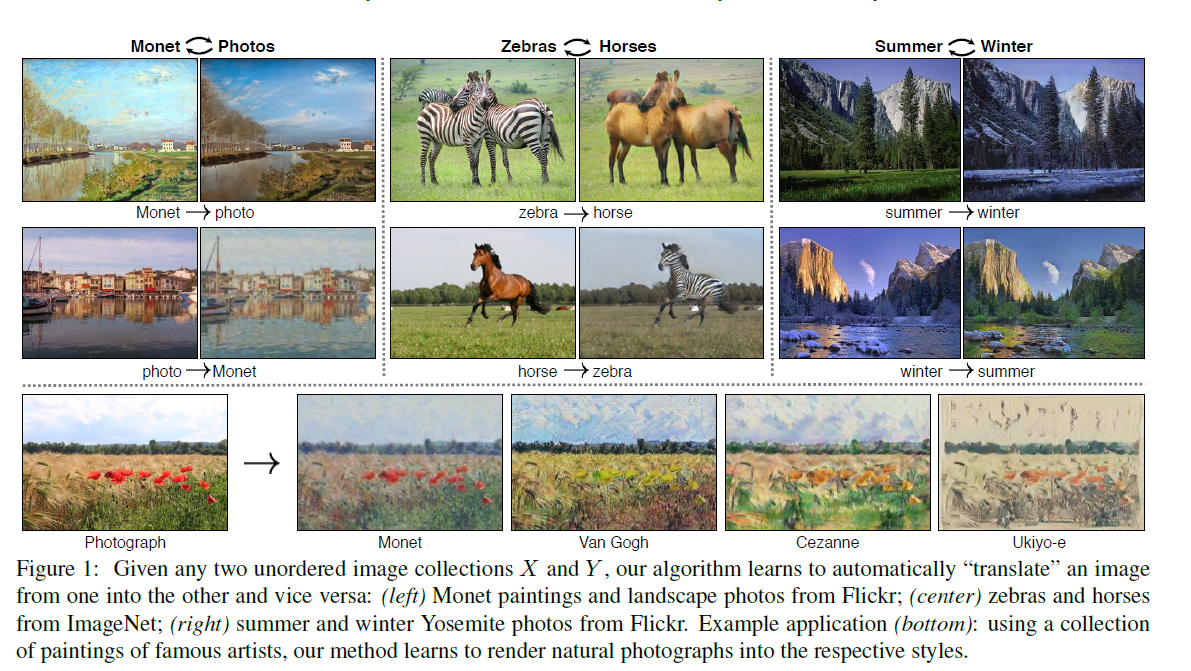 Monet Photos
Zebras Horses
Summer Winter
Monet → photo
zebra → horse
summer → winter
photo → Monet
horse → zebra
winter → summer
Photograph
Monet
Van Gogh
Cezanne
Ukiyo-e
Figure 1: Given any two unordered image collections X and Y, our algorithm learns to automatically “translate” an image
from one into the other and vice versa: (left) Monet paintings and landscape photos from Flickr; (center) zebras and horses
from ImageNet; (right) summer and winter Yosemite photos from Flickr. Example application (bottom): using a collection
of paintings of famous artists, our method learns to render natural photographs into the respective styles.